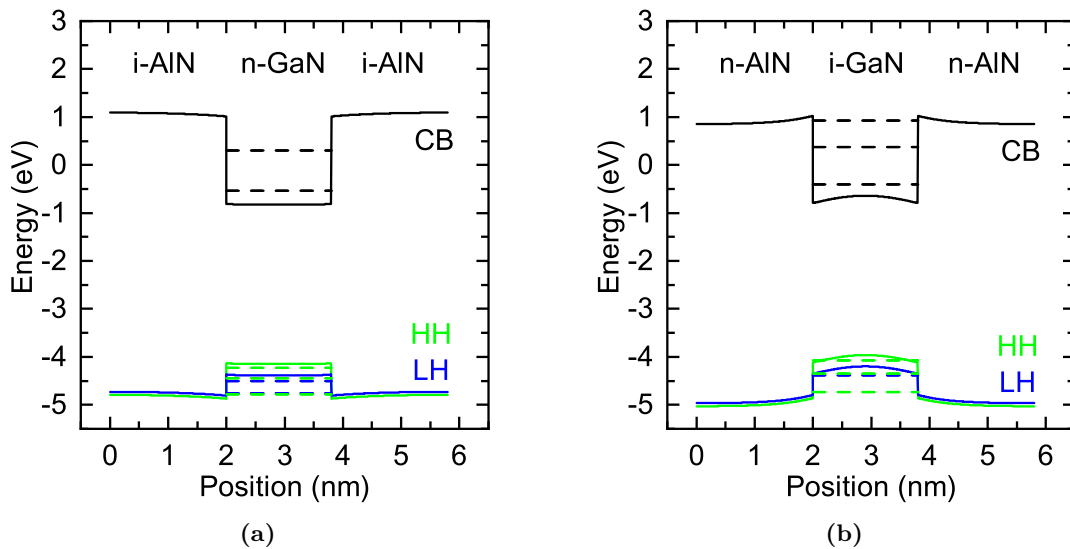 3
2
1
0
-1
-2
-3
-4
-5
Energy (eV)
i-AlN n-GaN i-AlN
CB
HH
LH
0 1 2 3 4 5 6
Position (nm)
(a)
3
2
1
0
-1
-2
-3
-4
-5
Energy (eV)
n-AlN i-GaN n-AlN
CB
HH
LH
0 1 2 3 4 5 6
Position (nm)
(b)